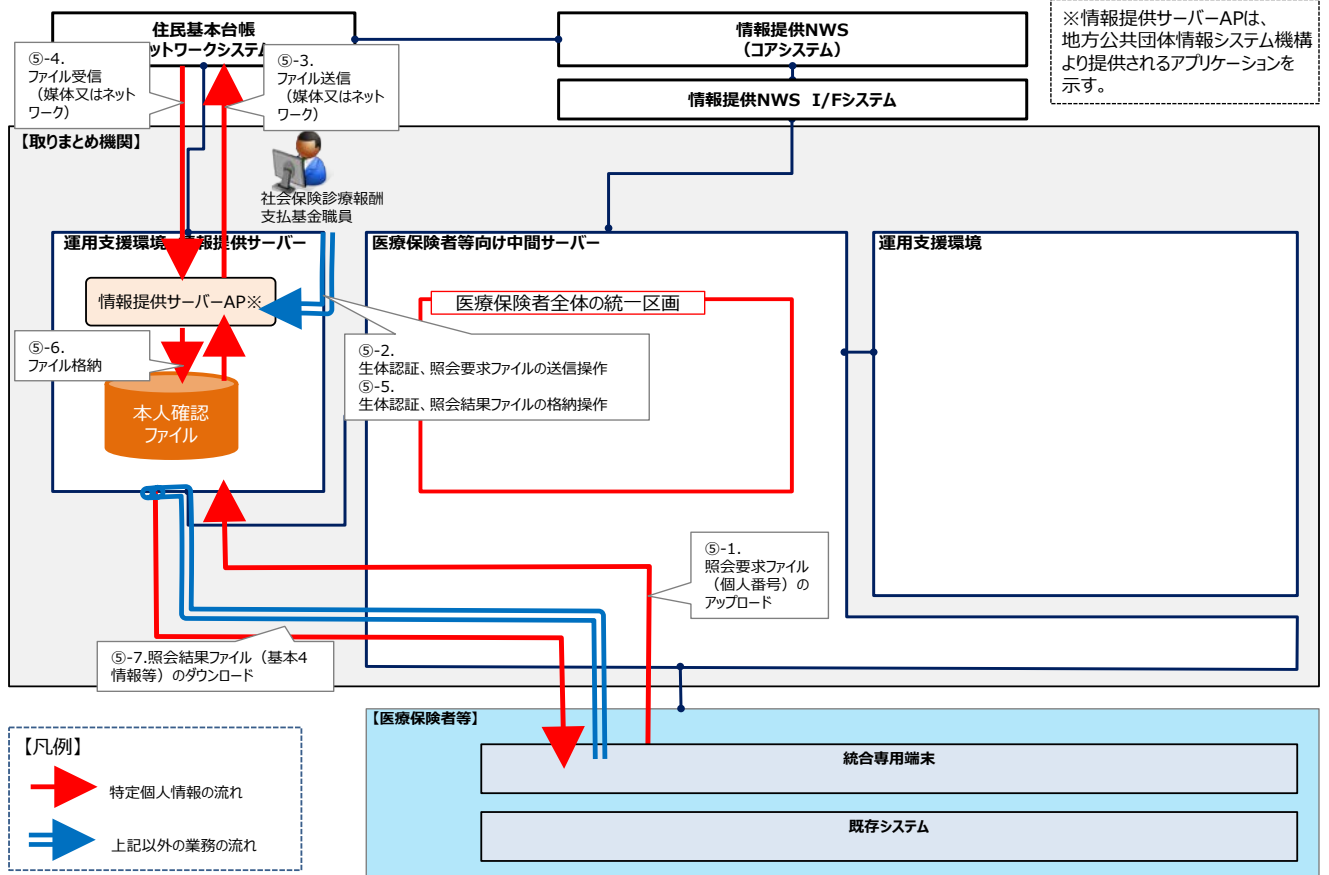 住民基本台帳
ットワークシステム
情報提供NWS
(コアシステム)
※情報提供サーバーAPは、
地方公共団体情報システム機構
より提供されるアプリケーションを
示す。
⑤-4.
ファイル受信
(媒体又はネット
ワーク)
⑤-3.
ファイル送信
(媒体又はネット
ワーク)
情報提供NWS I/Fシステム
【取りまとめ機関】
社会保険診療報酬
支払基金職員
運用支援環境 情報提供サーバー
医療保険者等向け中間サーバー
運用支援環境
情報提供サーバーAP※
医療保険者全体の統一区画
⑤-6.
ファイル格納
⑤-2.
生体認証、照会要求ファイルの送信操作
⑤-5.
生体認証、照会結果ファイルの格納操作
本人確認
ファイル
⑤-1.
照会要求ファイル
(個人番号)の
アップロード
⑤-7.照会結果ファイル(基本4
情報等)のダウンロード
【医療保険者等】
統合専用端末
既存システム
【凡例】
特定個人情報の流れ
上記以外の業務の流れ